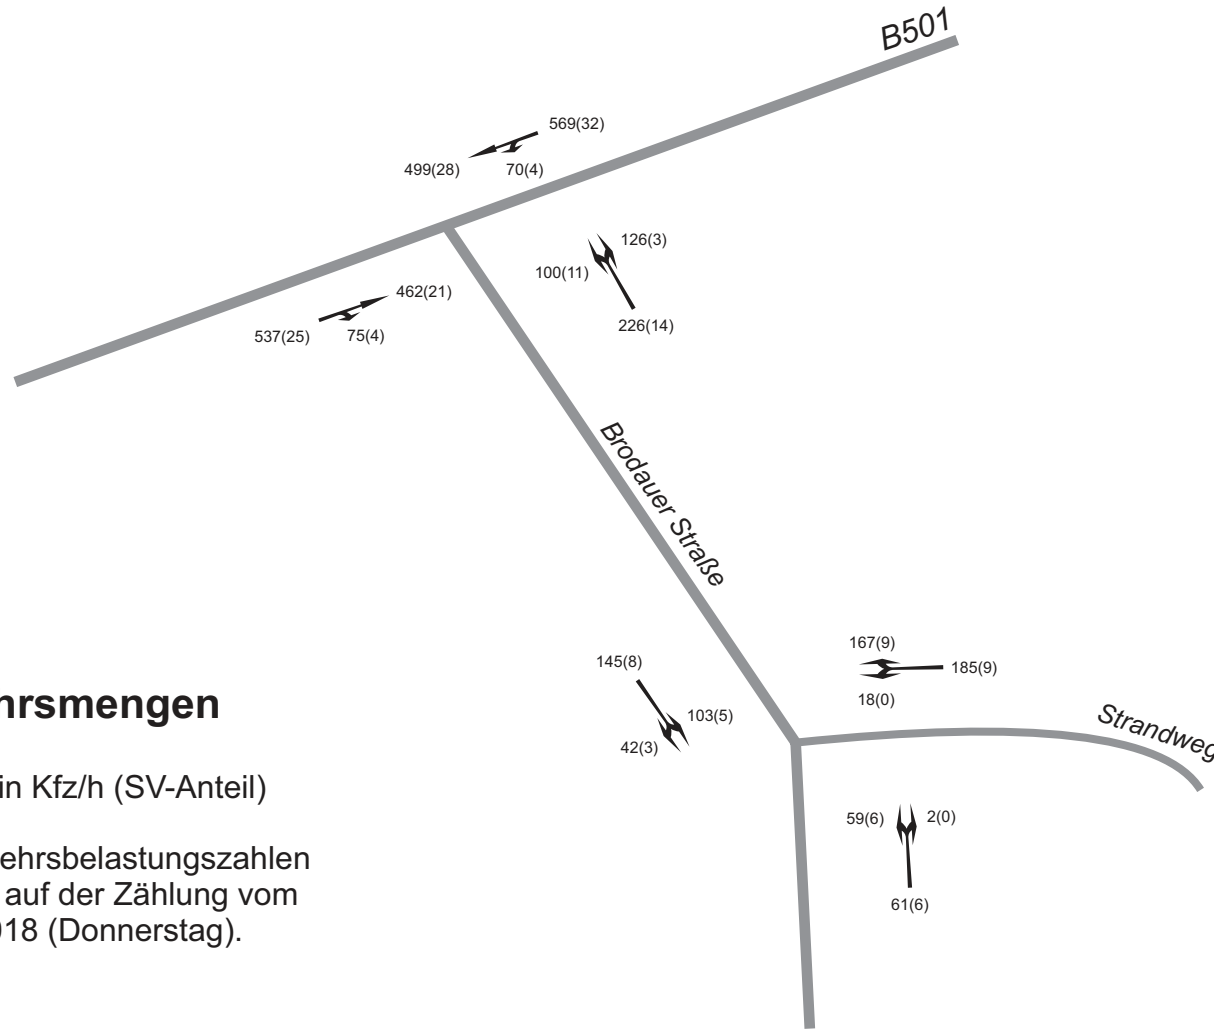 B501
569(32)
499(28)
70(4)
126(3)
100(11)
226(14)
462(21)
537(25)
75(4)
Brodauer Straße
145(8)
103(5)
42(3)
167(9)
185(9)
18(0)
Strandweg
59(6)
2(0)
61(6)
hrsmengen
in Kfz/h (SV-Anteil)
ehrsbelastungszahlen
auf der Zählung vom
018 (Donnerstag).